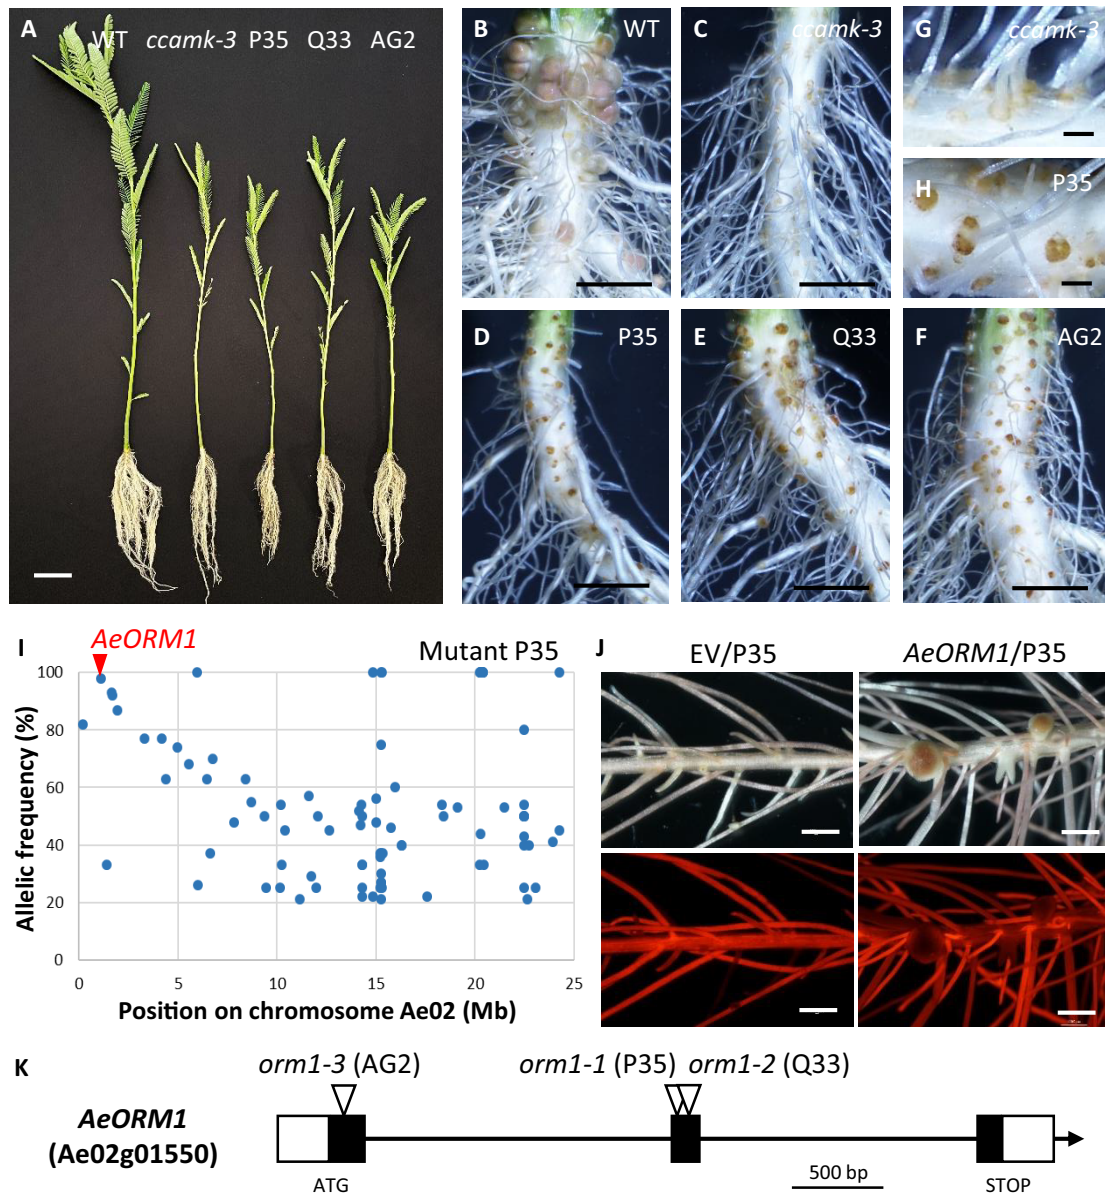 A
WT ccamk-3 P35 Q33 AG2
B WT
C ccamk-3
G ccamk-3
H P35
D P35
E Q33
F AG2
I AeORM1 Mutant P35
Allelic frequency (%)
100
80
60
40
20
0
0 5 10 15 20 25
Position on chromosome Ae02 (Mb)
J EV/P35 AeORM1/P35
K orm1-3 (AG2) orm1-1 (P35) orm1-2 (Q33)
AeORM1
(Ae02g01550)
ATG 500 bp STOP